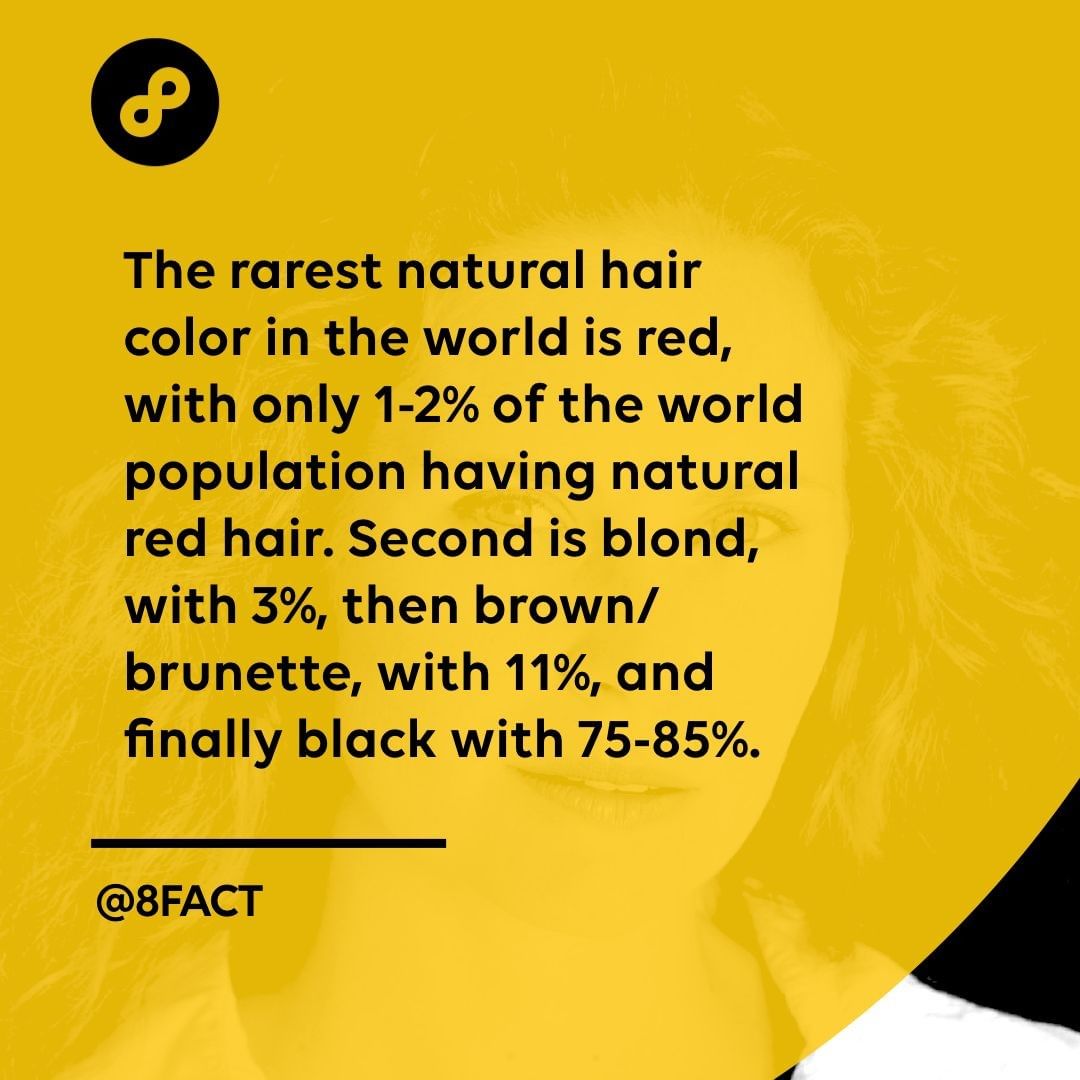 The rarest natural hair
color in the world is red,
with only 1-2% of the world
population having natural
red hair. Second is blond,
with 3%, then brown/
brunette, with 11%, and
finally black with 75-85%.
@8FACT